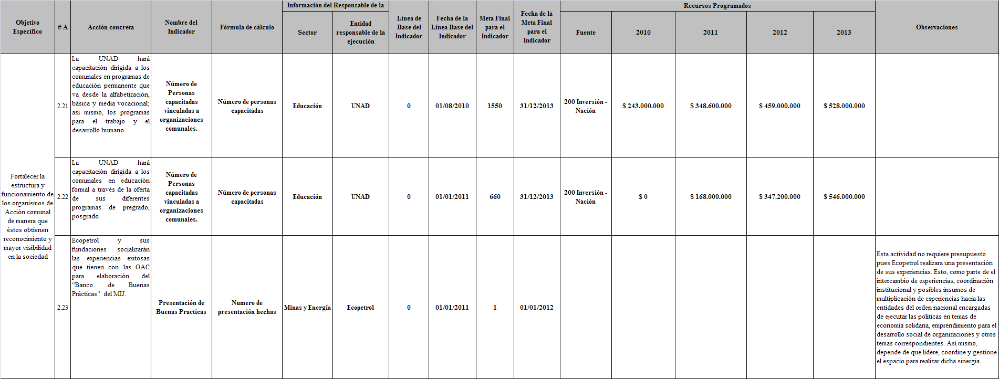 Objetivo
Específico
# A
Acción concreta
Nombre del
Indicador
Fórmula de cálculo
Información del Responsable de la
Sector
Entidad
responsable de la
ejecución
Línea de
Base del
Indicador
Fecha de la
Línea Base del
Indicador
Meta Final
para el
Indicador
Fecha de la
Meta Final
para el
Indicador
Recursos Programados
Fuente
2010
2011
2012
2013
Observaciones
Fortalecer la
estructura y
funcionamiento de
los organismos de
Acción comunal
de manera que
éstos obtienen
reconocimiento y
mayor visibilidad
en la sociedad
2.21
La UNAD hará
capacitación dirigida a los
comunales en programas de
educación permanente que
va desde la alfabetización,
básica y media vocacional;
así mismo, los programas
para el trabajo y el
desarrollo humano.
Número de
Personas
capacitadas
vinculadas a
organizaciones
comunales.
Número de personas
capacitadas
Educación
UNAD
0
01/08/2010
1550
31/12/2013
200 Inversión -
Nación
$ 243.000.000
$ 348.600.000
$ 459.000.000
$ 528.000.000
2.22
La UNAD hará
capacitación dirigida a los
comunales en educación
formal a través de la oferta
de sus diferentes
programas de pregrado,
posgrado.
Número de
Personas
capacitadas
vinculadas a
organizaciones
comunales.
Número de personas
capacitadas
Educación
UNAD
0
01/01/2011
660
31/12/2013
200 Inversión -
Nación
$ 0
$ 168.000.000
$ 347.200.000
$ 546.000.000
2.23
Ecopetrol y sus
fundaciones socializarán
las experiencias exitosas
que tienen con las OAC
para elaboración del
"Banco de Buenas
Prácticas" del MIJ.
Presentación de
Buenas Practicas
Numero de
presentación hechas
Minas y Energía
Ecopetrol
0
01/01/2011
1
01/01/2012
Esta actividad no requiere presupuesto
pues Ecopetrol realizara una presentación
de sus experiencias. Esto, como parte de el
intercambio de experiencias, coordinación
institucional y posibles insumos de
multiplicación de experiencias hacia las
entidades del orden nacional encargadas
de ejecutar las políticas en temas de
economía solidaria, emprendimiento para el
desarrollo social de organizaciones y otros
temas correspondientes. Así mismo,
depende de que lidere, coordine y gestione
el espacio para realizar dicha sinergia.